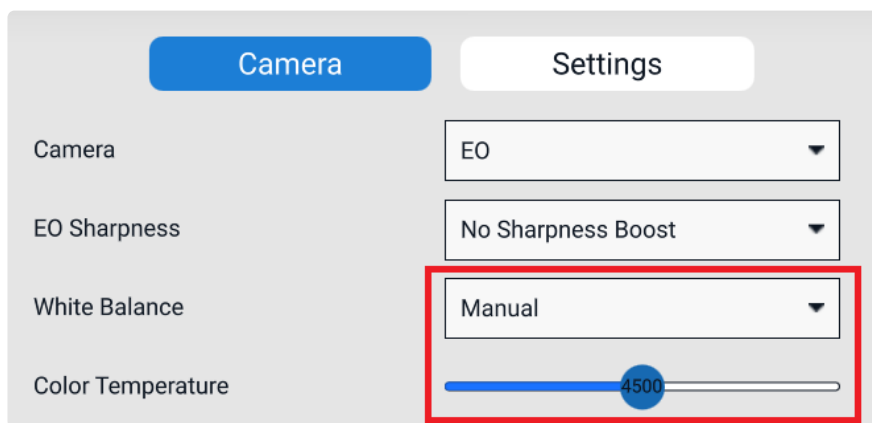 Camera Settings
Camera EO
EO Sharpness No Sharpness Boost
White Balance Manual
Color Temperature 4500